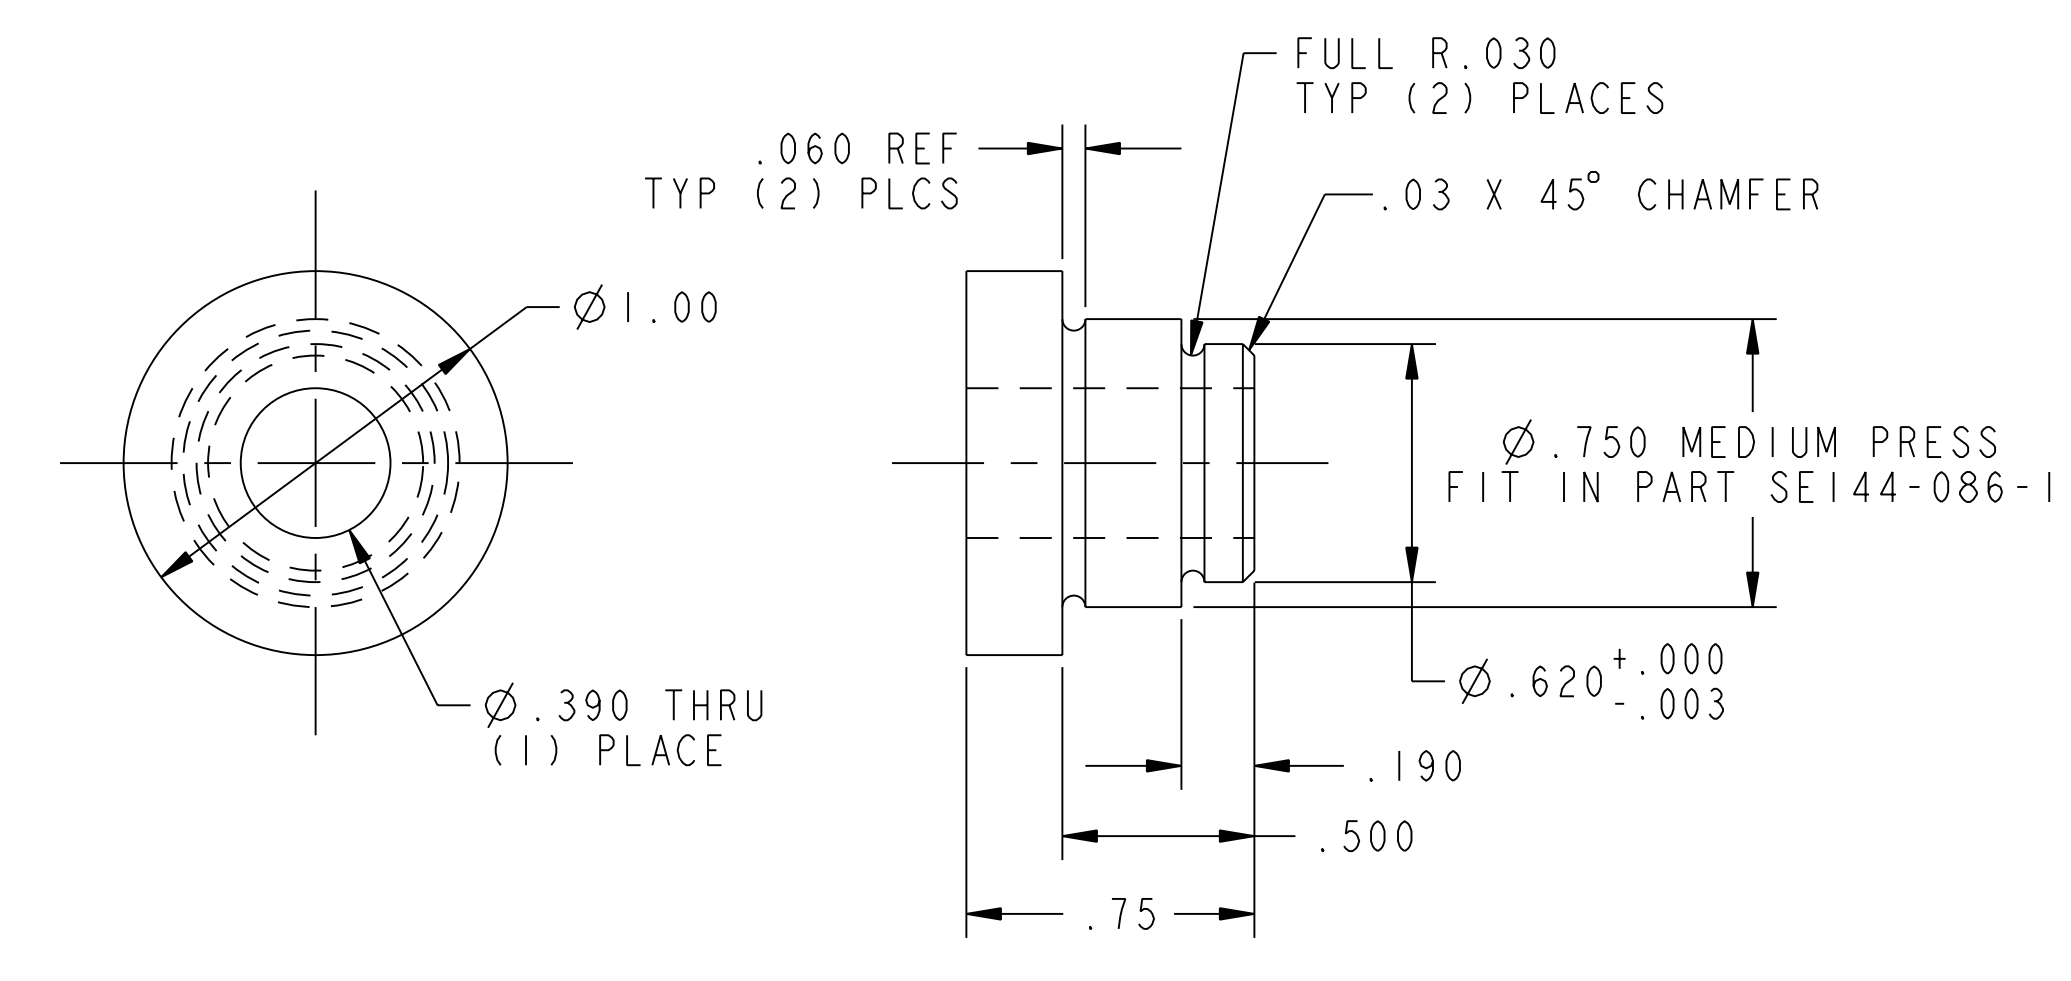 FULL R.030
TYP (2) PLACES
.060 REF
TYP (2) PLCS
.03 X 45° CHAMFER
Ø1.00
Ø.750 MEDIUM PRESS
FIT IN PART SE144-086-1
Ø.620 +.000
-.003
Ø.390 THRU
(1) PLACE
.190
.500
.75